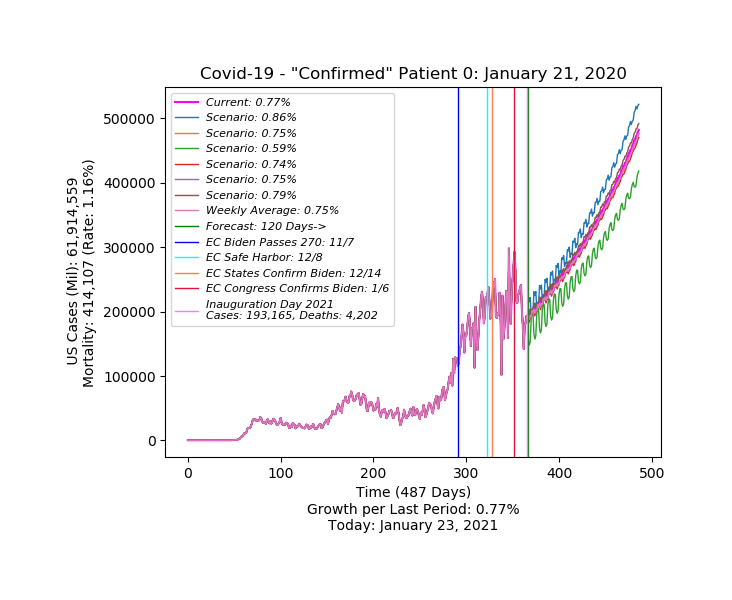 Covid-19 - "Confirmed" Patient 0: January 21, 2020
US Cases (Mil): 61,914,559
Mortality: 414,107 (Rate: 1.16%)
500000
400000
300000
200000
100000
0
Current: 0.77%
Scenario: 0.86%
Scenario: 0.75%
Scenario: 0.59%
Scenario: 0.74%
Scenario: 0.75%
Scenario: 0.79%
Weekly Average: 0.75%
Forecast: 120 Days->
EC Biden Passes 270: 11/7
EC Safe Harbor: 12/8
EC States Confirm Biden: 12/14
EC Congress Confirms Biden: 1/6
Inauguration Day 2021
Cases: 193,165, Deaths: 4,202
0 100 200 300 400 500
Time (487 Days)
Growth per Last Period: 0.77%
Today: January 23, 2021